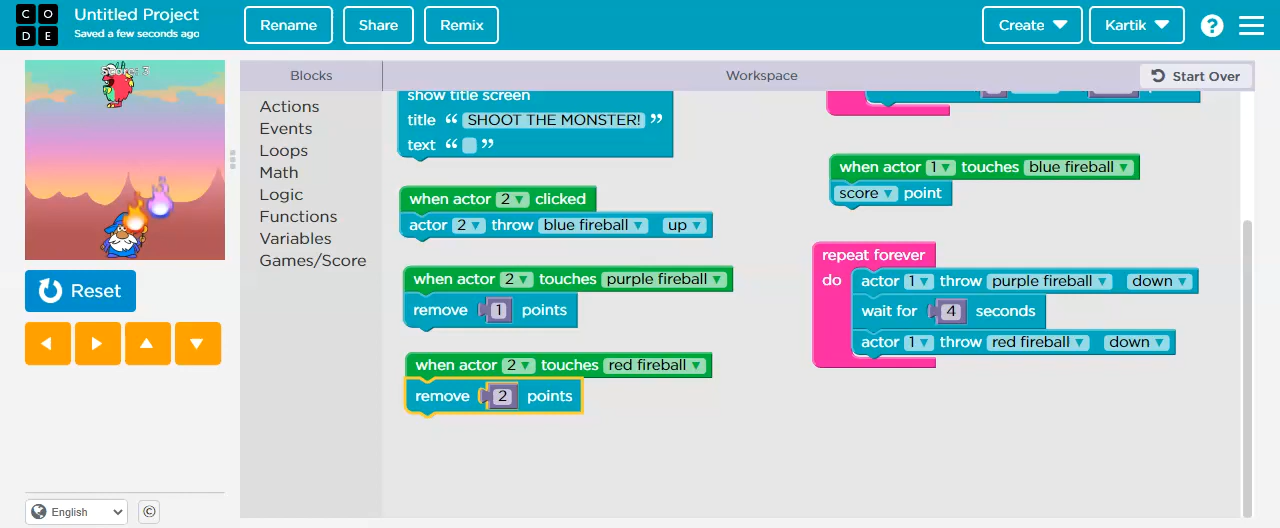 C O
D E
Untitled Project
Saved a few seconds ago
Rename
Share
Remix
Create
Kartik
?
Blocks
Workspace
Start Over
Score: 3
Reset
English
©
Actions
Events
Loops
Math
Logic
Functions
Variables
Games/Score
show title screen
title “ SHOOT THE MONSTER! ”
text “ ”
when actor 2 clicked
actor 2 throw blue fireball up
when actor 2 touches purple fireball
remove 1 points
when actor 2 touches red fireball
remove 2 points
when actor 1 touches blue fireball
score point
repeat forever
do actor 1 throw purple fireball down
wait for 4 seconds
actor 1 throw red fireball down